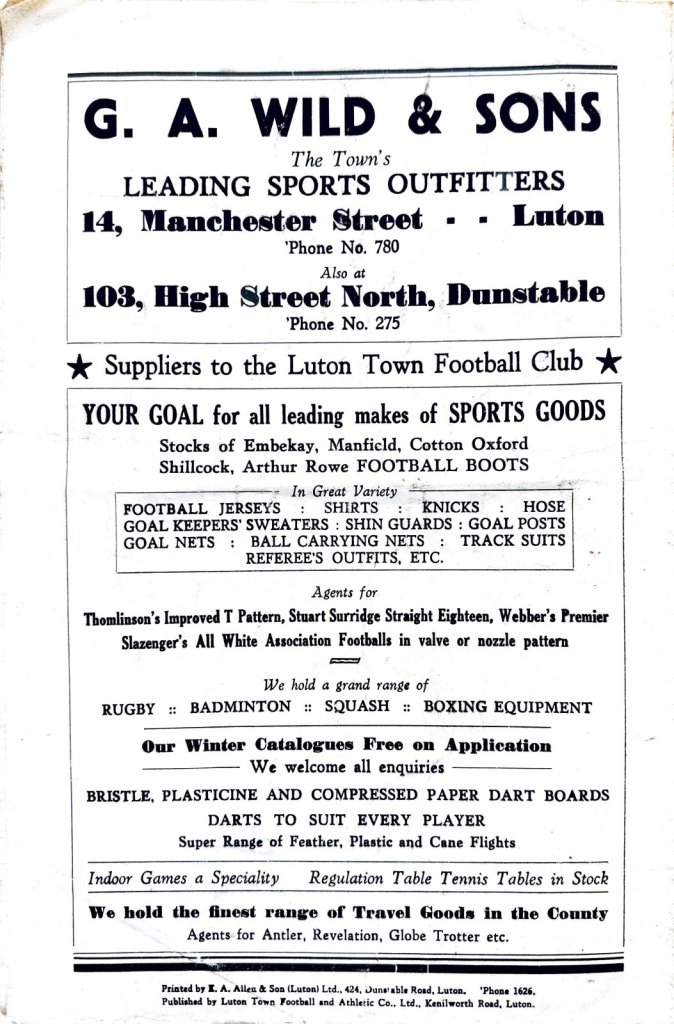 G. A. WILD & SONS
The Town's
LEADING SPORTS OUTFITTERS
14, Manchester Street - - Luton
'Phone No. 780
Also at
103, High Street North, Dunstable
'Phone No. 275
★ Suppliers to the Luton Town Football Club ★
YOUR GOAL for all leading makes of SPORTS GOODS
Stocks of Embekay, Manfield, Cotton Oxford
Shillcock, Arthur Rowe FOOTBALL BOOTS
In Great Variety
FOOTBALL JERSEYS : SHIRTS : KNICKS : HOSE
GOAL KEEPERS' SWEATERS : SHIN GUARDS : GOAL POSTS
GOAL NETS : BALL CARRYING NETS : TRACK SUITS
REFEREE'S OUTFITS, ETC.
Agents for
Thomlinson's Improved T Pattern, Stuart Surridge Straight Eighteen, Webber's Premier
Slazenger's All White Association Footballs in valve or nozzle pattern
We hold a grand range of
RUGBY :: BADMINTON :: SQUASH :: BOXING EQUIPMENT
Our Winter Catalogues Free on Application
We welcome all enquiries
BRISTLE, PLASTICINE AND COMPRESSED PAPER DART BOARDS
DARTS TO SUIT EVERY PLAYER
Super Range of Feather, Plastic and Cane Flights
Indoor Games a Speciality Regulation Table Tennis Tables in Stock
We hold the finest range of Travel Goods in the County
Agents for Antler, Revelation, Globe Trotter etc.
Printed by E. A. Allen & Son (Luton) Ltd., 424, Dunstable Road, Luton. 'Phone 1626.
Published by Luton Town Football and Athletic Co., Ltd., Kenilworth Road, Luton.